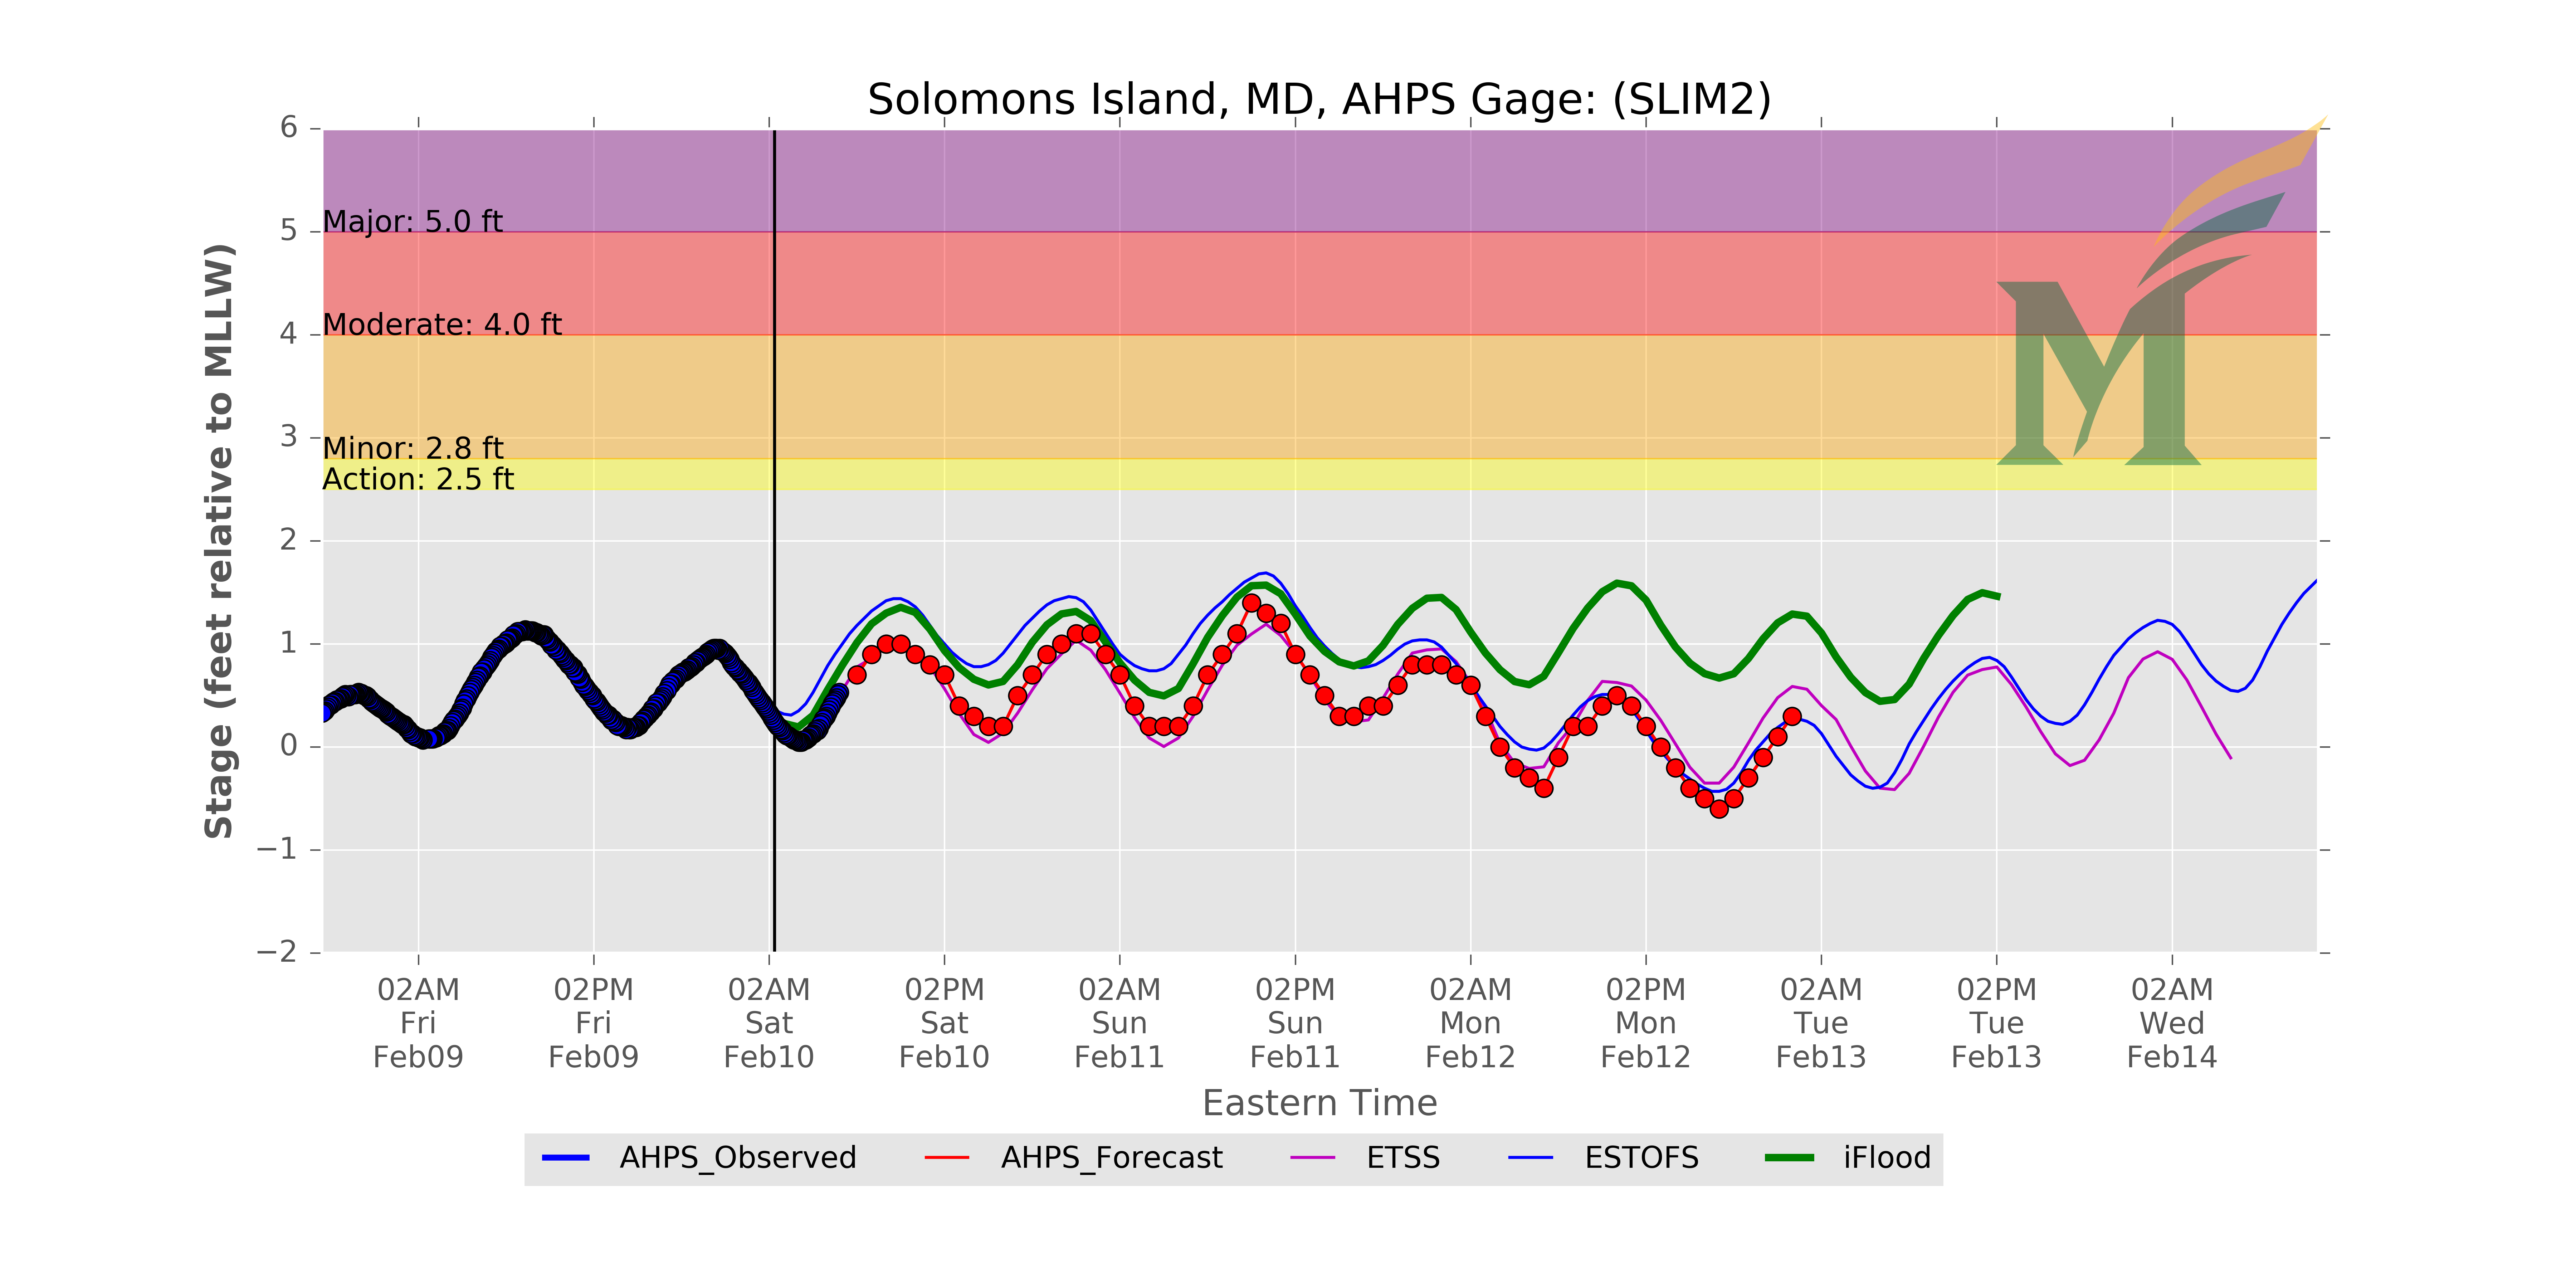 Solomons Island, MD, AHPS Gage: (SLIM2)
Stage (feet relative to MLLW)
6
5
4
3
2
1
0
−1
−2
Major: 5.0 ft
Moderate: 4.0 ft
Minor: 2.8 ft
Action: 2.5 ft
M
02AM 02PM 02AM 02PM 02AM 02PM 02AM 02PM 02AM 02PM 02AM
Fri Fri Sat Sat Sun Sun Mon Mon Tue Tue Wed
Feb09 Feb09 Feb10 Feb10 Feb11 Feb11 Feb12 Feb12 Feb13 Feb13 Feb14
Eastern Time
AHPS_Observed AHPS_Forecast ETSS ESTOFS iFlood